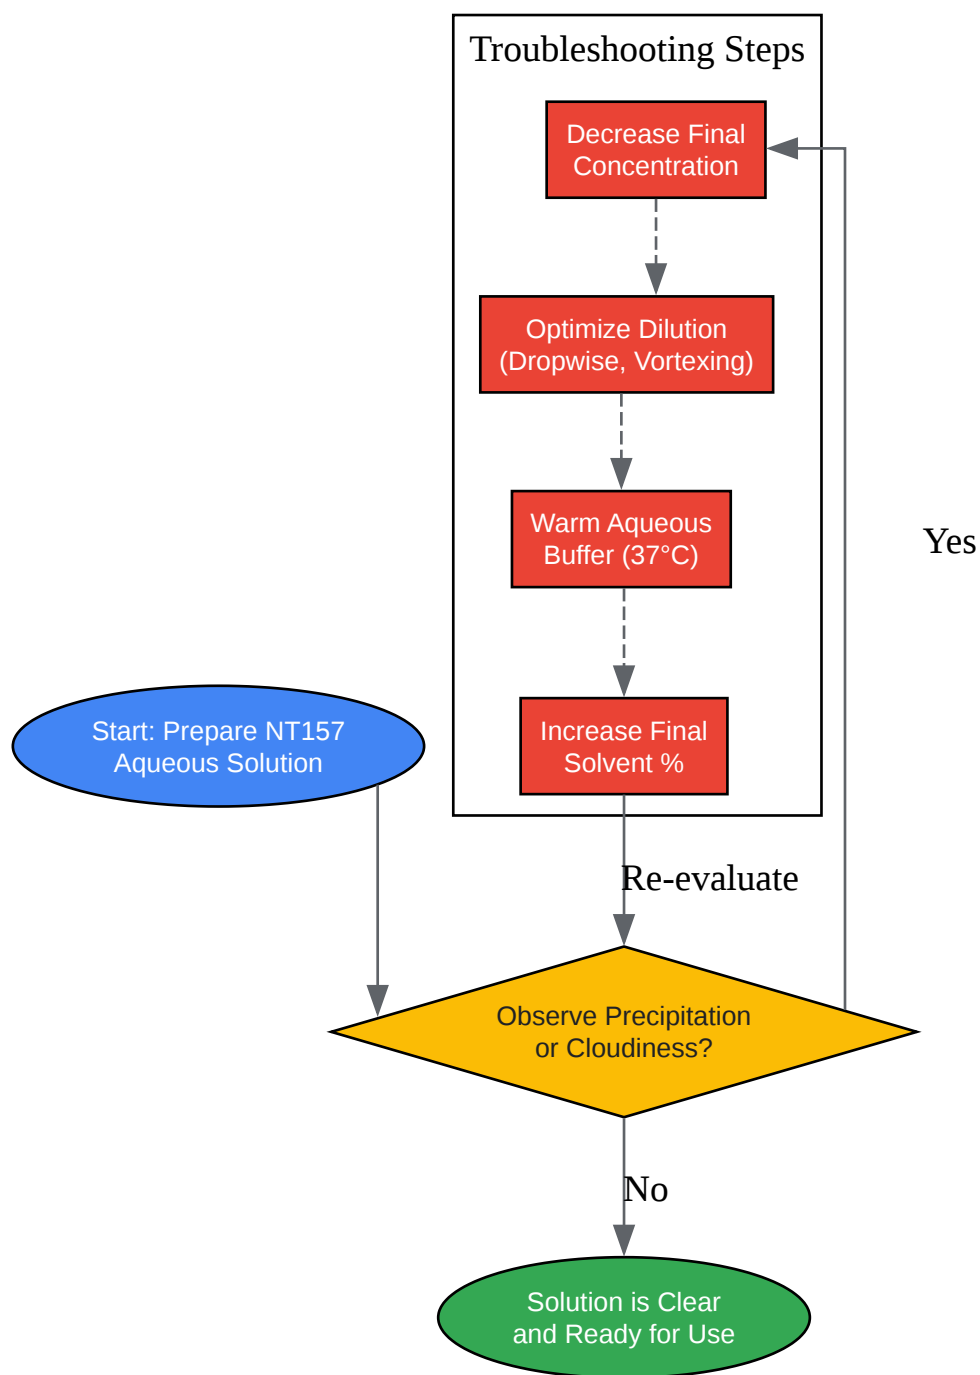 Troubleshooting Steps
Decrease Final
Concentration
Optimize Dilution
(Dropwise, Vortexing)
Warm Aqueous
Buffer (37°C)
Yes
Increase Final
Solvent %
Start: Prepare NT157
Aqueous Solution
Re-evaluate
Observe Precipitation
or Cloudiness?
No
Solution is Clear
and Ready for Use